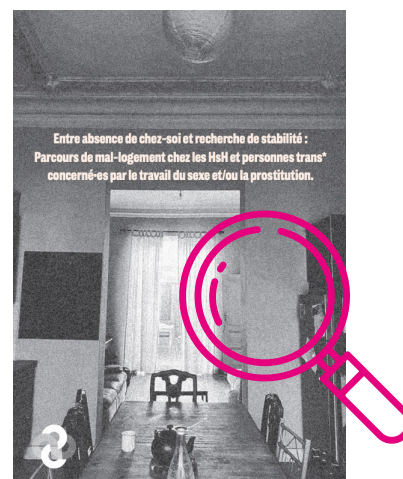 Entre absence de chez-soi et recherche de stabilité :
Parcours de mal-logement chez les HsH et personnes trans*
concerné·es par le travail du sexe et/ou la prostitution.